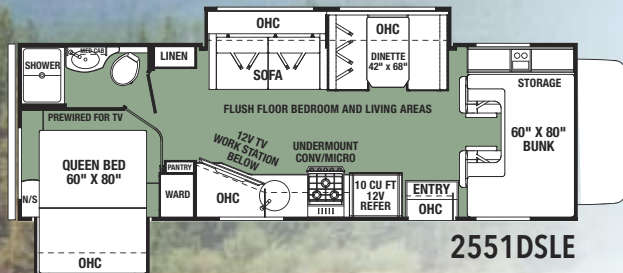 OHC
OHC
DINETTE
42" x 68"
SOFA
MED CAB
SHOWER
LINEN
STORAGE
FLUSH FLOOR BEDROOM AND LIVING AREAS
PREWIRED FOR TV
60" X 80"
BUNK
12V TV
WORK STATION
BELOW
UNDERMOUNT
CONV/MICRO
QUEEN BED
60" X 80"
PANTRY
WARD
N/S
OHC
10 CU FT
12V
REFER
ENTRY
OHC
OHC
2551DSLE